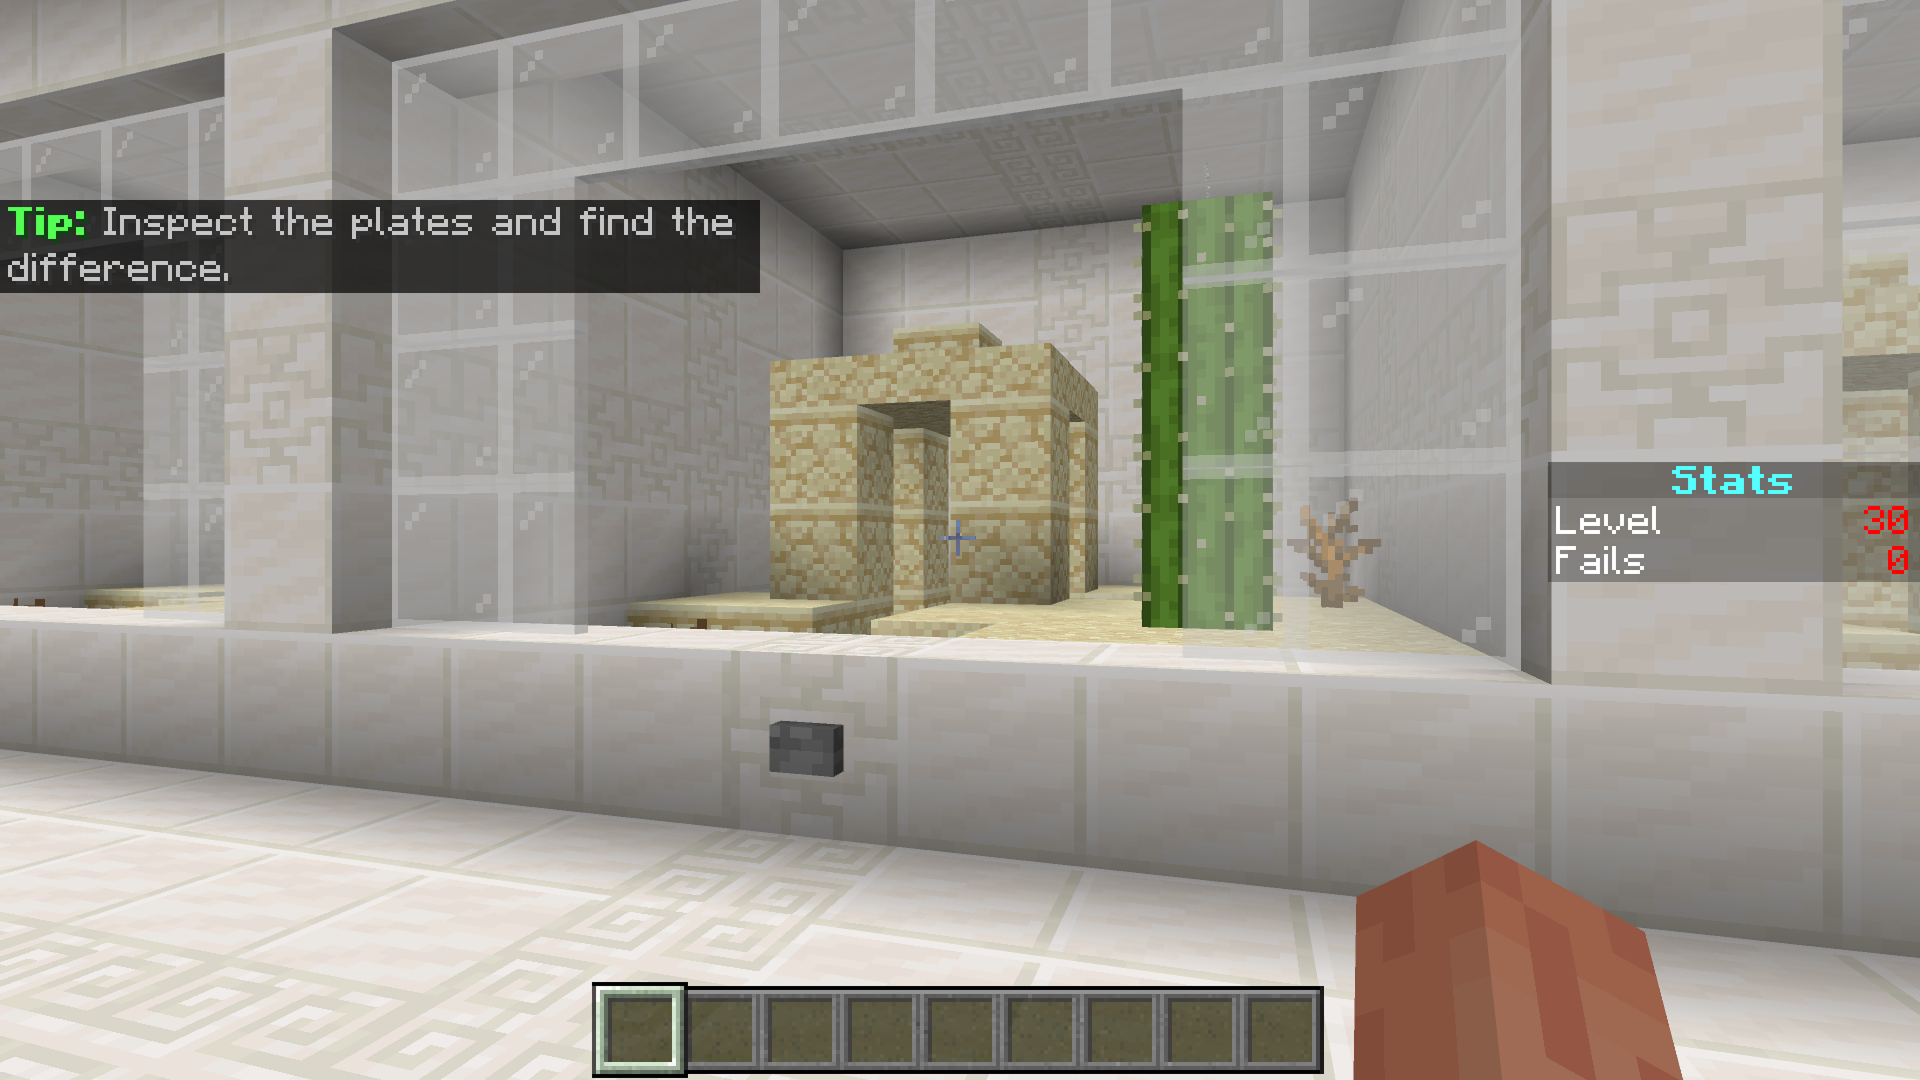 Tip: Inspect the plates and find the
difference.
Stats
Level 30
Fails 0